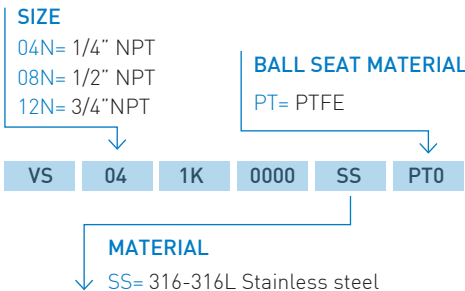 SIZE
04N= 1/4” NPT
08N= 1/2” NPT
12N= 3/4”NPT
BALL SEAT MATERIAL
PT= PTFE
VS 04 1K 0000 SS PT0
MATERIAL
SS= 316-316L Stainless steel